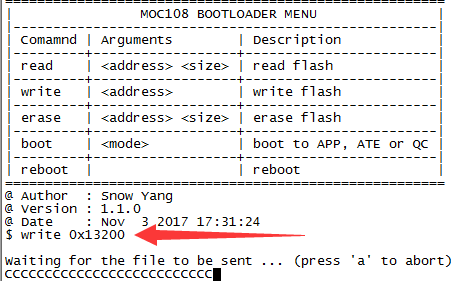 MOC108 BOOTLOADER MENU
Comamnd | Arguments | Description
read | <address> <size> | read flash
write | <address> | write flash
erase | <address> <size> | erase flash
boot | <mode> | boot to APP, ATE or QC
reboot | | reboot
@ Author  : Snow Yang
@ Version : 1.1.0
@ Date    : Nov  3 2017 17:31:24
$ write 0x13200
Waiting for the file to be sent ... (press 'a' to abort)
CCCCCCCCCCCCCCCCCCCCCCCCCCC